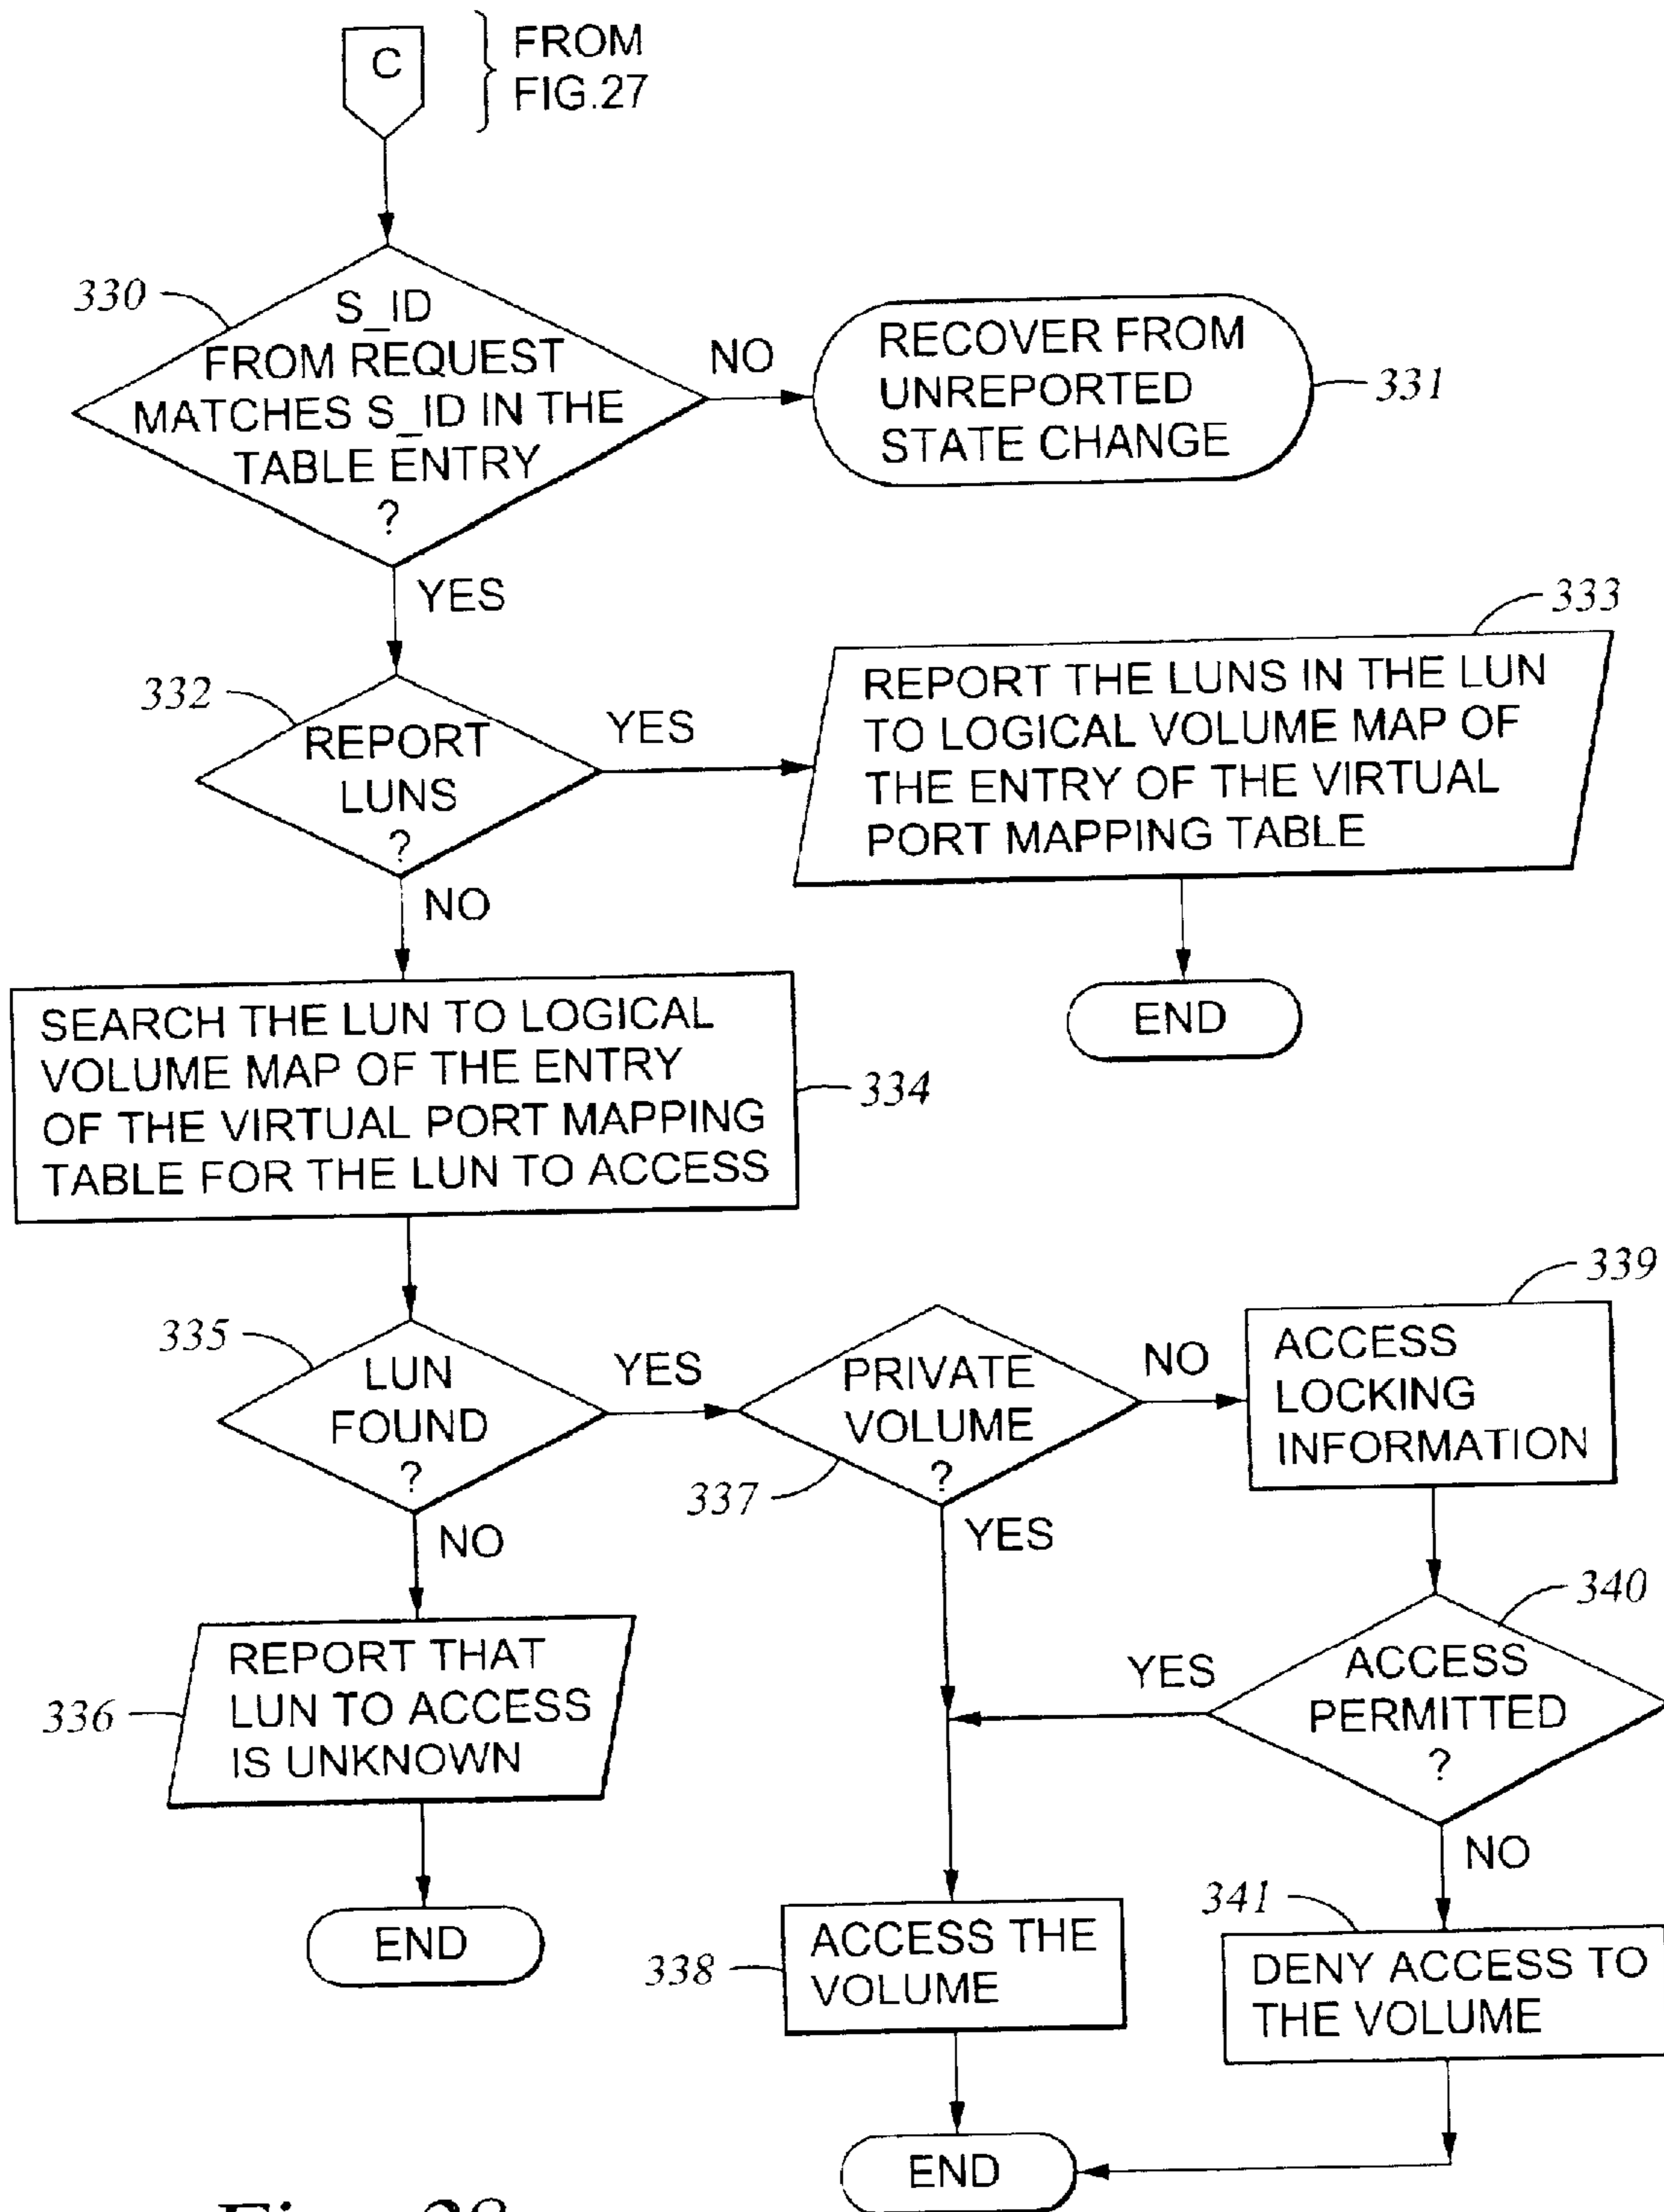 C
FROM
FIG.27
330
S_ID
FROM REQUEST
MATCHES S_ID IN THE
TABLE ENTRY
?
NO
RECOVER FROM
UNREPORTED
STATE CHANGE
331
YES
332
REPORT
LUNS
?
YES
333
REPORT THE LUNS IN THE LUN
TO LOGICAL VOLUME MAP OF
THE ENTRY OF THE VIRTUAL
PORT MAPPING TABLE
END
NO
SEARCH THE LUN TO LOGICAL
VOLUME MAP OF THE ENTRY
OF THE VIRTUAL PORT MAPPING
TABLE FOR THE LUN TO ACCESS
334
335
LUN
FOUND
?
YES
PRIVATE
VOLUME
?
337
NO
339
ACCESS
LOCKING
INFORMATION
NO
YES
336
REPORT THAT
LUN TO ACCESS
IS UNKNOWN
END
340
ACCESS
PERMITTED
?
YES
NO
338
ACCESS THE
VOLUME
341
DENY ACCESS TO
THE VOLUME
END
Fig. 28